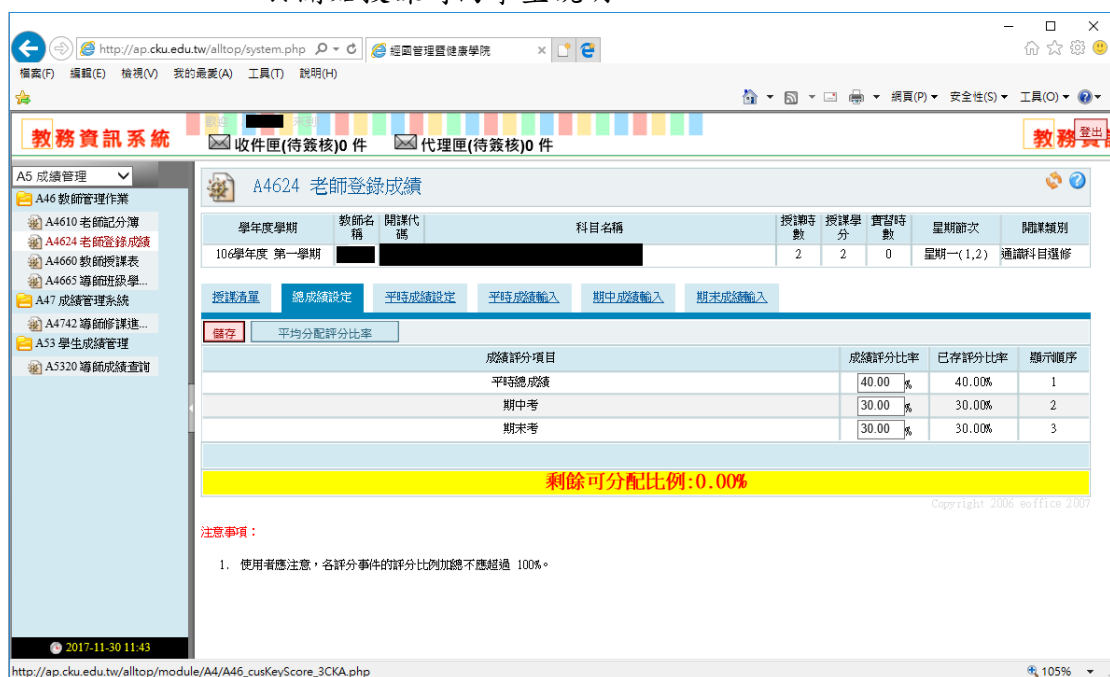 http://ap.cku.edu.tw/alltop/system.php
經國管理暨健康學院
檔案(F) 編輯(E) 檢視(V) 我的最愛(A) 工具(T) 說明(H)
網頁(P) 安全性(S) 工具(O)
教務資訊系統
收件匣(待簽核)0 件 代理匣(待簽核)0 件
教務資
登出
A5 成績管理
A46 教師管理作業
A4610 老師記分簿
A4624 老師登錄成績
A4660 教師授課表
A4665 導師班級學...
A47 成績管理系統
A4742 導師修課進...
A53 學生成績管理
A5320 導師成績查詢
2017-11-30 11:43
A4624 老師登錄成績
學年度學期 教師名稱 開課代碼 科目名稱 授課時數 授課學分 實習時數 星期節次 開課類別
106學年度 第一學期 2 2 0 星期一(1,2) 通識科目選修
授課清單 總成績設定 平時成績設定 平時成績輸入 期中成績輸入 期末成績輸入
儲存 平均分配評分比率
成績評分項目 成績評分比率 已存評分比率 顯示順序
平時總成績 40.00 % 40.00% 1
期中考 30.00 % 30.00% 2
期末考 30.00 % 30.00% 3
剩餘可分配比例:0.00%
Copyright 2006 eoffice 2007
注意事項：
1. 使用者應注意，各評分事件的評分比例加總不應超過 100%。
http://ap.cku.edu.tw/alltop/module/A4/A46_cusKeyScore_3CKA.php
105%